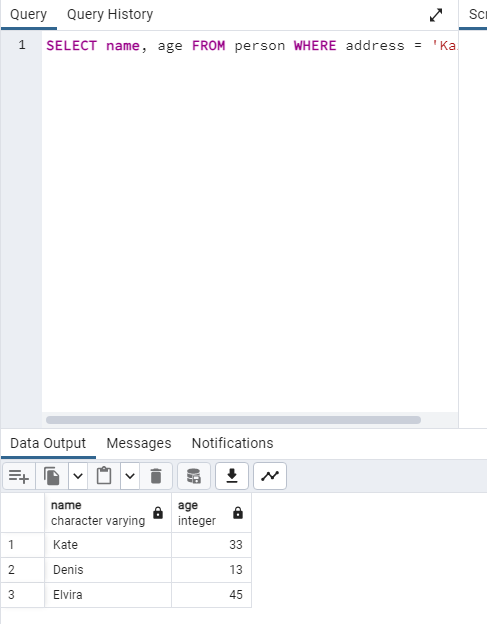 Query Query History
1 SELECT name, age FROM person WHERE address = 'Ka
Data Output Messages Notifications
name age
character varying integer
1 Kate 33
2 Denis 13
3 Elvira 45